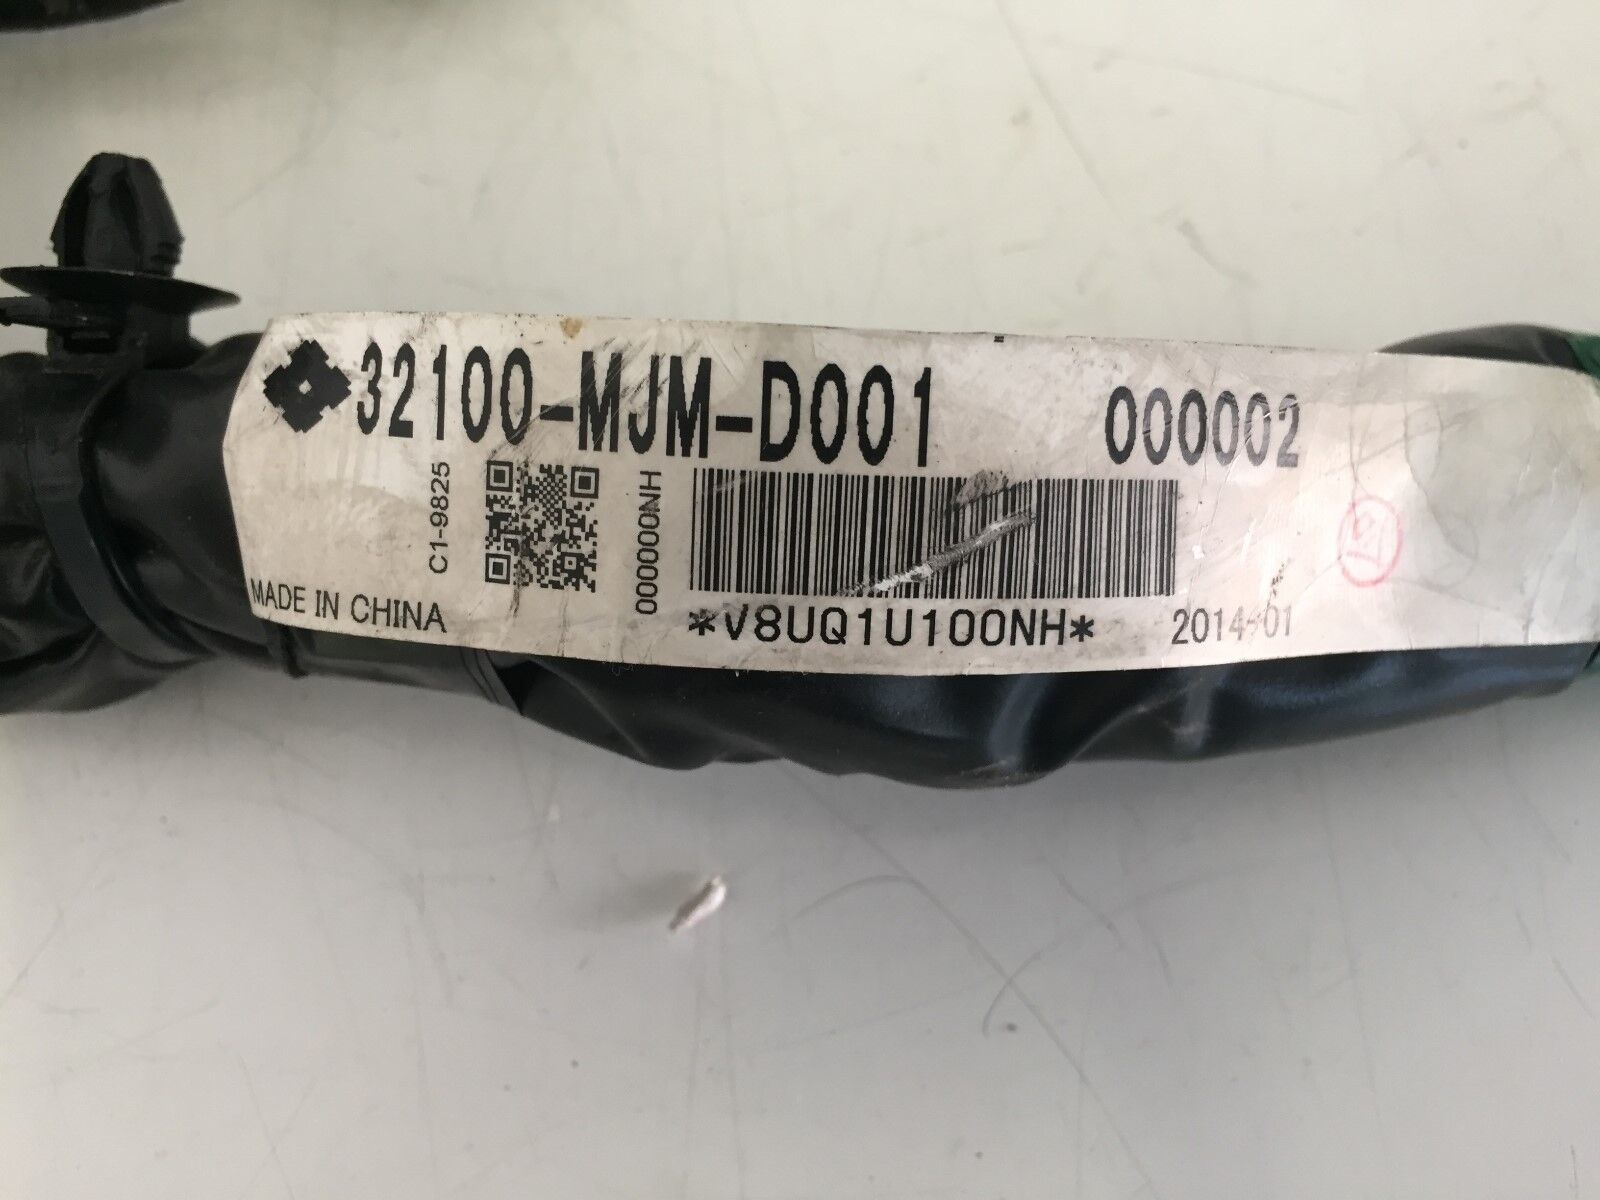 32100-MJM-D001 000002
C1-9825
000000NH
*V8UQ1U100NH* 2014-01
MADE IN CHINA